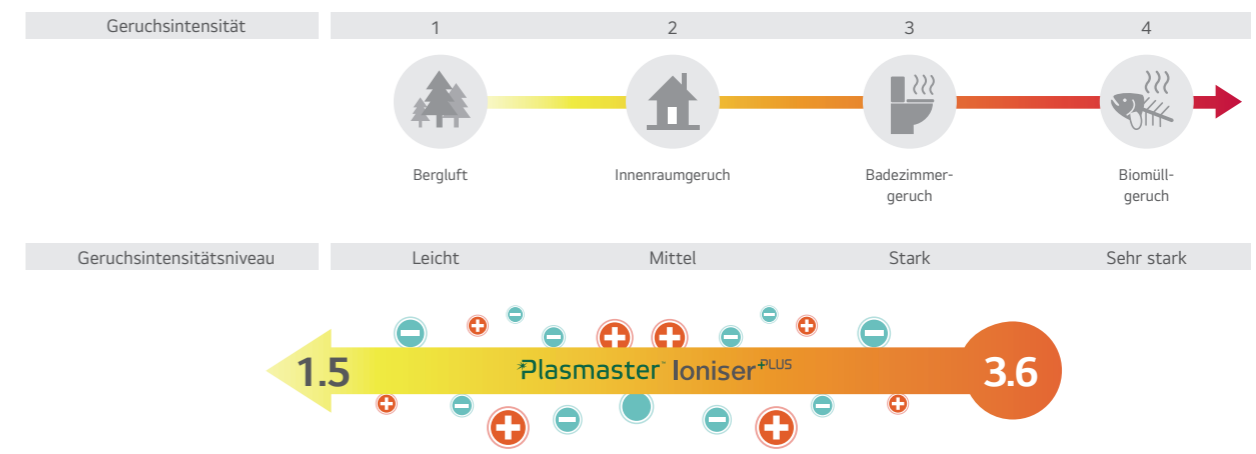 Geruchsintensität 1 2 3 4
Bergluft Innenraumgeruch Badezimmer- Biomüll-
geruch geruch
Geruchsintensitätsniveau Leicht Mittel Stark Sehr stark
1.5 Plasmaster™ Ioniser+PLUS 3.6